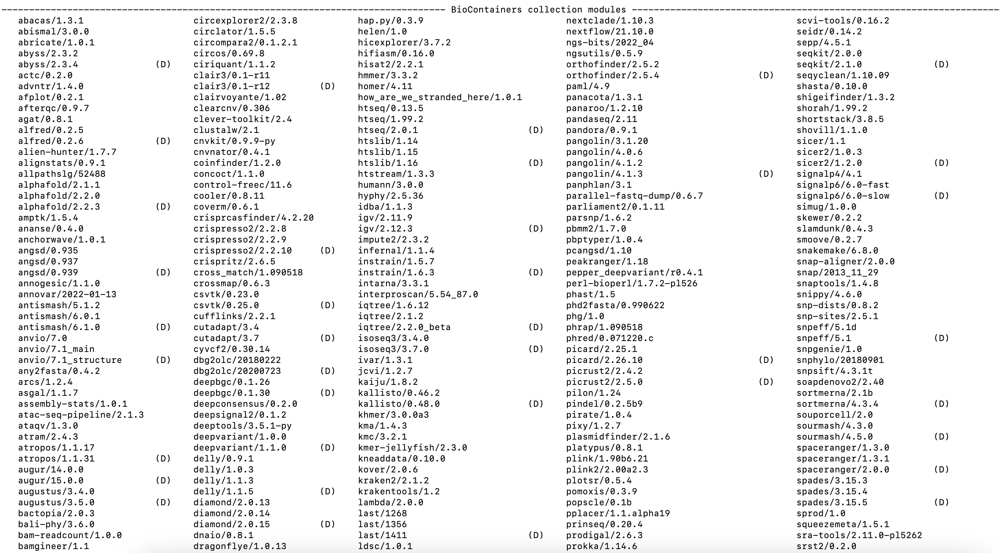 BioContainers collection modules
abacas/1.3.1 circexplorer2/2.3.8 hap.py/0.3.9 nextclade/1.10.3 scvi-tools/0.16.2
abismal/3.0.0 circlator/1.5.5 helen/1.0 nextflow/21.10.0 seidr/0.14.2
abricate/1.0.1 circompara2/0.1.2.1 hicexplorer/3.7.2 ngs-bits/2022_04 sepp/4.5.1
abyss/2.3.2 circos/0.69.8 hifiasm/0.16.0 ngsutils/0.5.9 seqkit/2.0.0
abyss/2.3.4 (D) ciriquant/1.1.2 hisat2/2.2.1 orthofinder/2.5.2 seqkit/2.1.0 (D)
actc/0.2.0 clair3/0.1-r11 hmmer/3.3.2 orthofinder/2.5.4 (D) seqyclean/1.10.09
advntr/1.4.0 clair3/0.1-r12 (D) homer/4.11 paml/4.9 shasta/0.10.0
afplot/0.2.1 clairvoyante/1.02 how_are_we_stranded_here/1.0.1 panacota/1.3.1 shigeifinder/1.3.2
afterqc/0.9.7 clearcnv/0.306 htseq/0.13.5 panaroo/1.2.10 shorah/1.99.2
agat/0.8.1 clever-toolkit/2.4 htseq/1.99.2 pandaseq/2.11 shortstack/3.8.5
alfred/0.2.5 clustalw/2.1 htseq/2.0.1 (D) pandora/0.9.1 shovill/1.1.0
alfred/0.2.6 (D) cnvkit/0.9.9-py htslib/1.14 pangolin/3.1.20 sicer/1.1
alien-hunter/1.7.7 cnvnator/0.4.1 htslib/1.15 pangolin/4.0.6 sicer2/1.0.3
alignstats/0.9.1 coinfinder/1.2.0 htslib/1.16 (D) pangolin/4.1.2 sicer2/1.2.0 (D)
allpathslg/52488 concoct/1.1.0 htstream/1.3.3 pangolin/4.1.3 (D) signalp4/4.1
alphafold/2.1.1 control-freec/11.6 humann/3.0.0 panphlan/3.1 signalp6/6.0-fast
alphafold/2.2.0 cooler/0.8.11 hyphy/2.5.36 parallel-fastq-dump/0.6.7 signalp6/6.0-slow (D)
alphafold/2.2.3 (D) coverm/0.6.1 idba/1.1.3 parliament2/0.1.11 simug/1.0.0
amptk/1.5.4 crisprcasfinder/4.2.20 igv/2.11.9 parsnp/1.6.2 skewer/0.2.2
ananse/0.4.0 crispresso2/2.2.8 igv/2.12.3 (D) pbmm2/1.7.0 slamdunk/0.4.3
anchorwave/1.0.1 crispresso2/2.2.9 impute2/2.3.2 pbptyper/1.0.4 smoove/0.2.7
angsd/0.935 crispresso2/2.2.10 (D) infernal/1.1.4 pcangsd/1.10 snakemake/6.8.0
angsd/0.937 crispritz/2.6.5 instrain/1.5.7 peakranger/1.18 snap-aligner/2.0.0
angsd/0.939 (D) cross_match/1.090518 instrain/1.6.3 (D) pepper_deepvariant/r0.4.1 snap/2013_11_29
annogesic/1.1.0 crossmap/0.6.3 intarna/3.3.1 perl-bioperl/1.7.2-pl526 snaptools/1.4.8
annovar/2022-01-13 csvtk/0.23.0 interproscan/5.54_87.0 phast/1.5 snippy/4.6.0
antismash/5.1.2 csvtk/0.25.0 (D) iqtree/1.6.12 phd2fasta/0.990622 snp-dists/0.8.2
antismash/6.0.1 cufflinks/2.2.1 iqtree/2.1.2 phg/1.0 snp-sites/2.5.1
antismash/6.1.0 (D) cutadapt/3.4 iqtree/2.2.0_beta (D) phrap/1.090518 snpeff/5.1d
anvio/7.0 cutadapt/3.7 (D) isoseq3/3.4.0 phred/0.071220.c snpeff/5.1 (D)
anvio/7.1_main cyvcf2/0.30.14 isoseq3/3.7.0 (D) picard/2.25.1 snpgenie/1.0
anvio/7.1_structure (D) dbg2olc/20180222 ivar/1.3.1 picard/2.26.10 (D) snphylo/20180901
any2fasta/0.4.2 dbg2olc/20200723 (D) jcvi/1.2.7 picrust2/2.4.2 snpsift/4.3.1t
arcs/1.2.4 deepbgc/0.1.26 kaiju/1.8.2 picrust2/2.5.0 (D) soapdenovo2/2.40
asgal/1.1.7 deepbgc/0.1.30 (D) kallisto/0.46.2 pilon/1.24 sortmerna/2.1b
assembly-stats/1.0.1 deepconsensus/0.2.0 kallisto/0.48.0 (D) pindel/0.2.5b9 sortmerna/4.3.4 (D)
atac-seq-pipeline/2.1.3 deepsignal2/0.1.2 khmer/3.0.0a3 pirate/1.0.4 souporcell/2.0
ataqv/1.3.0 deeptools/3.5.1-py kma/1.4.3 pixy/1.2.7 sourmash/4.3.0
atram/2.4.3 deepvariant/1.0.0 kmc/3.2.1 plasmidfinder/2.1.6 sourmash/4.5.0 (D)
atropos/1.1.17 deepvariant/1.1.0 (D) kmer-jellyfish/2.3.0 platypus/0.8.1 spaceranger/1.3.0
atropos/1.1.31 (D) delly/0.9.1 kneaddata/0.10.0 plink/1.90b6.21 spaceranger/1.3.1
augur/14.0.0 delly/1.0.3 kover/2.0.6 plink2/2.00a2.3 spaceranger/2.0.0 (D)
augur/15.0.0 (D) delly/1.1.3 kraken2/2.1.2 plotsr/0.5.4 spades/3.15.3
augustus/3.4.0 delly/1.1.5 (D) krakentools/1.2 pomoxis/0.3.9 spades/3.15.4
augustus/3.5.0 (D) diamond/2.0.13 lambda/2.0.0 popscle/0.1b spades/3.15.5 (D)
bactopia/2.0.3 diamond/2.0.14 last/1268 pplacer/1.1.alpha19 sprod/1.0
bali-phy/3.6.0 diamond/2.0.15 (D) last/1356 prinseq/0.20.4 squeezemeta/1.5.1
bam-readcount/1.0.0 dnaio/0.8.1 last/1411 (D) prodigal/2.6.3 sra-tools/2.11.0-pl5262
bamgineer/1.1 dragonflye/1.0.13 ldsc/1.0.1 prokka/1.14.6 srst2/0.2.0